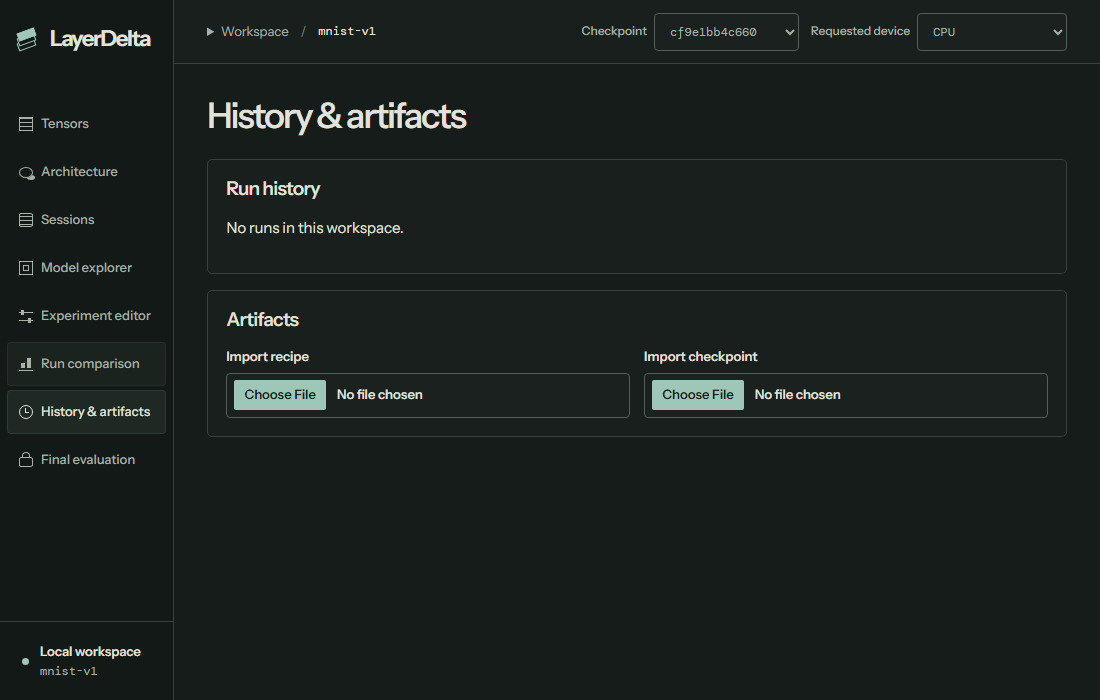 LayerDelta
Workspace / mnist-v1
Checkpoint cf9e1bb4c660 Requested device CPU
Tensors
Architecture
Sessions
Model explorer
Experiment editor
Run comparison
History & artifacts
Final evaluation
Local workspace
mnist-v1
History & artifacts
Run history
No runs in this workspace.
Artifacts
Import recipe
Choose File No file chosen
Import checkpoint
Choose File No file chosen